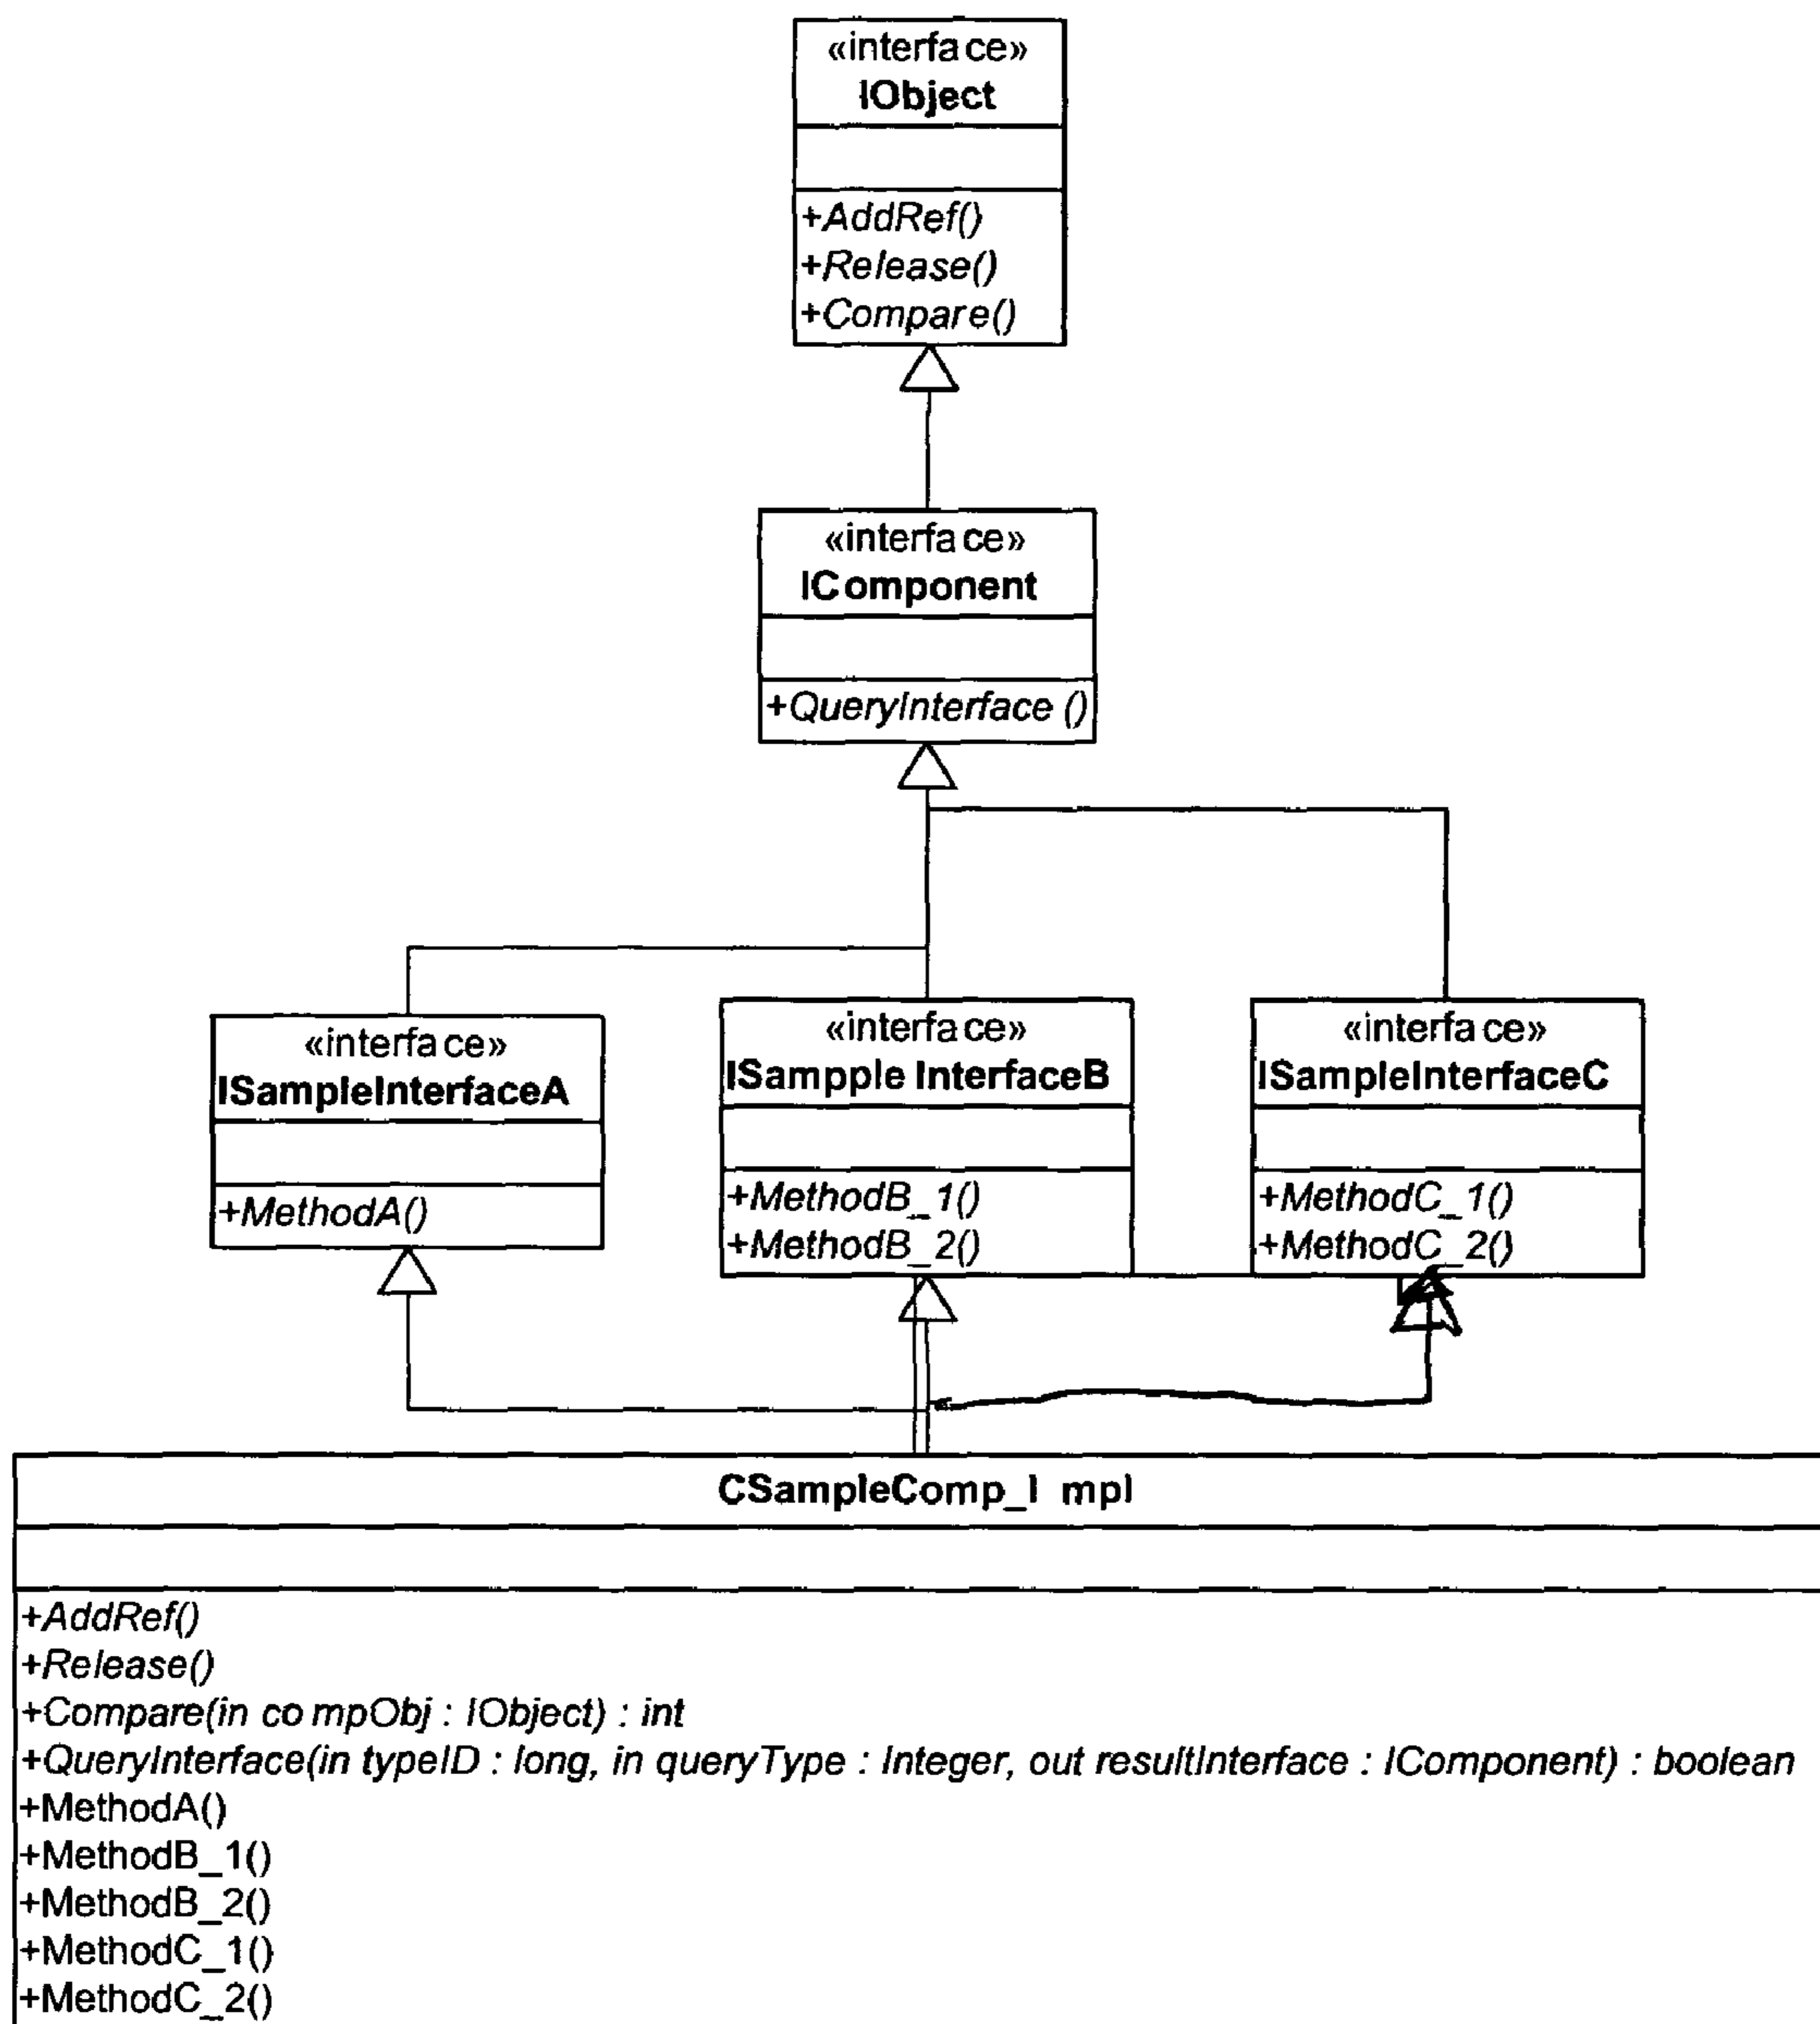 «interface»
IObject
+AddRef()
+Release()
+Compare()
«interface»
IComponent
+QueryInterface ()
«interface»
ISampleInterfaceA
+MethodA()
«interface»
ISampple InterfaceB
+MethodB_1()
+MethodB_2()
«interface»
ISampleInterfaceC
+MethodC_1()
+MethodC_2()
CSampleComp_I mpl
+AddRef()
+Release()
+Compare(in co mpObj : IObject) : int
+QueryInterface(in typeID : long, in queryType : Integer, out resultInterface : IComponent) : boolean
+MethodA()
+MethodB_1()
+MethodB_2()
+MethodC_1()
+MethodC_2()